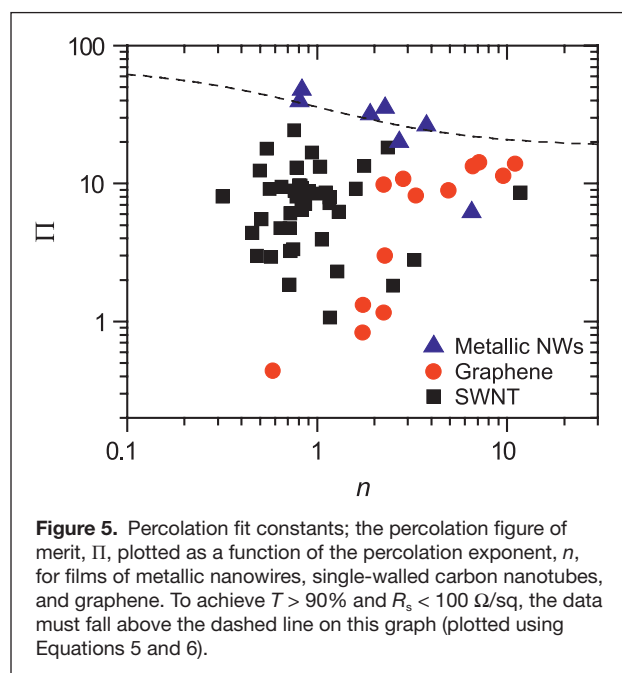 100
10
1
Π
0.1
1
10
n
Metallic NWs
Graphene
SWNT
Figure 5. Percolation fit constants; the percolation figure of
merit, Π, plotted as a function of the percolation exponent, n,
for films of metallic nanowires, single-walled carbon nanotubes,
and graphene. To achieve T > 90% and Rs < 100 Ω/sq, the data
must fall above the dashed line on this graph (plotted using
Equations 5 and 6).